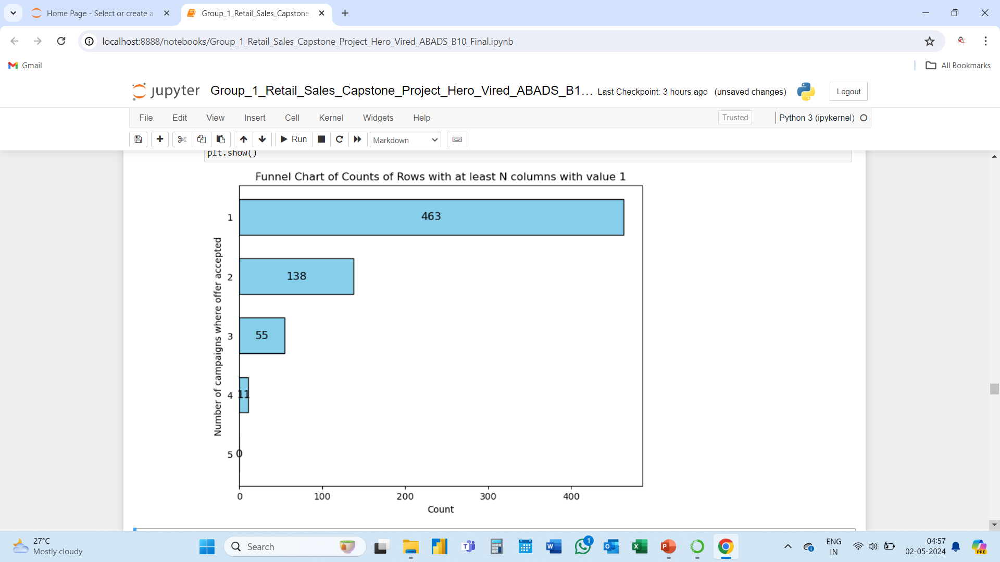 Home Page - Select or create a
Group_1_Retail_Sales_Capstone
localhost:8888/notebooks/Group_1_Retail_Sales_Capstone_Project_Hero_Vired_ABADS_B10_Final.ipynb
Gmail
All Bookmarks
jupyter
Group_1_Retail_Sales_Capstone_Project_Hero_Vired_ABADS_B1...
Last Checkpoint: 3 hours ago (unsaved changes)
Logout
File Edit View Insert Cell Kernel Widgets Help
Trusted
Python 3 (ipykernel)
Run
Markdown
plt.show()
Funnel Chart of Counts of Rows with at least N columns with value 1
Number of campaigns where offer accepted
1 463
2 138
3 55
4 11
5 0
0 100 200 300 400
Count
27°C
Mostly cloudy
Search
1
PRE
ENG
IN
04:57
02-05-2024